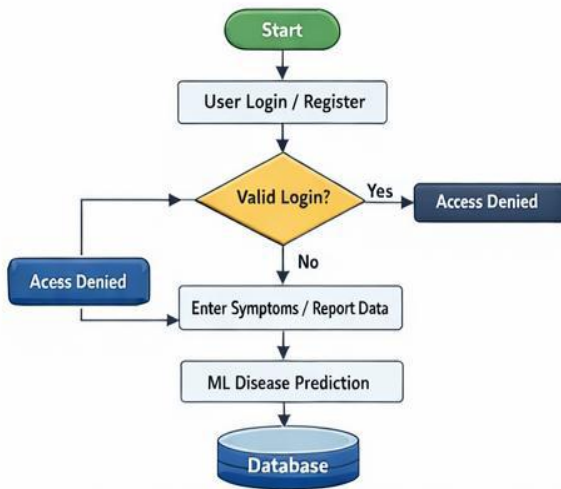 Start
User Login / Register
Valid Login?
Yes
Access Denied
No
Acess Denied
Enter Symptoms / Report Data
ML Disease Prediction
Database